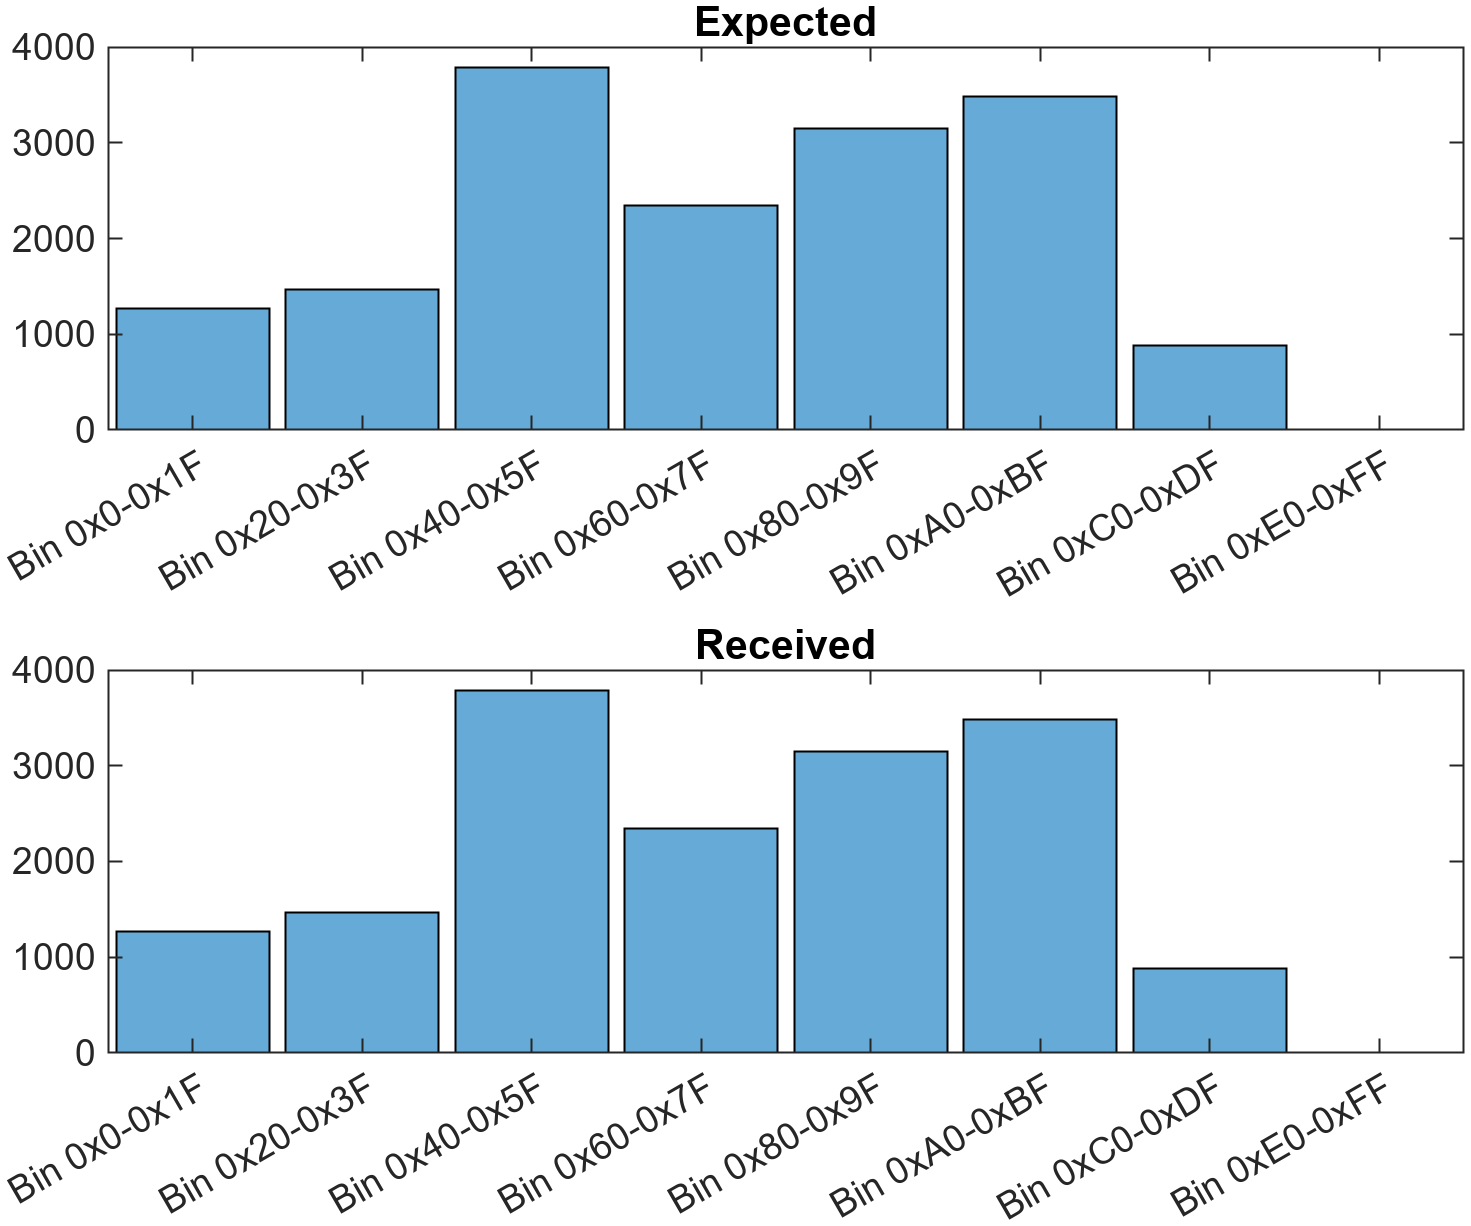 Expected
4000
3000
2000
1000
0
Bin 0x0-0x1F
Bin 0x20-0x3F
Bin 0x40-0x5F
Bin 0x60-0x7F
Bin 0x80-0x9F
Bin 0xA0-0xBF
Bin 0xC0-0xDF
Bin 0xE0-0xFF
Received
4000
3000
2000
1000
0
Bin 0x0-0x1F
Bin 0x20-0x3F
Bin 0x40-0x5F
Bin 0x60-0x7F
Bin 0x80-0x9F
Bin 0xA0-0xBF
Bin 0xC0-0xDF
Bin 0xE0-0xFF